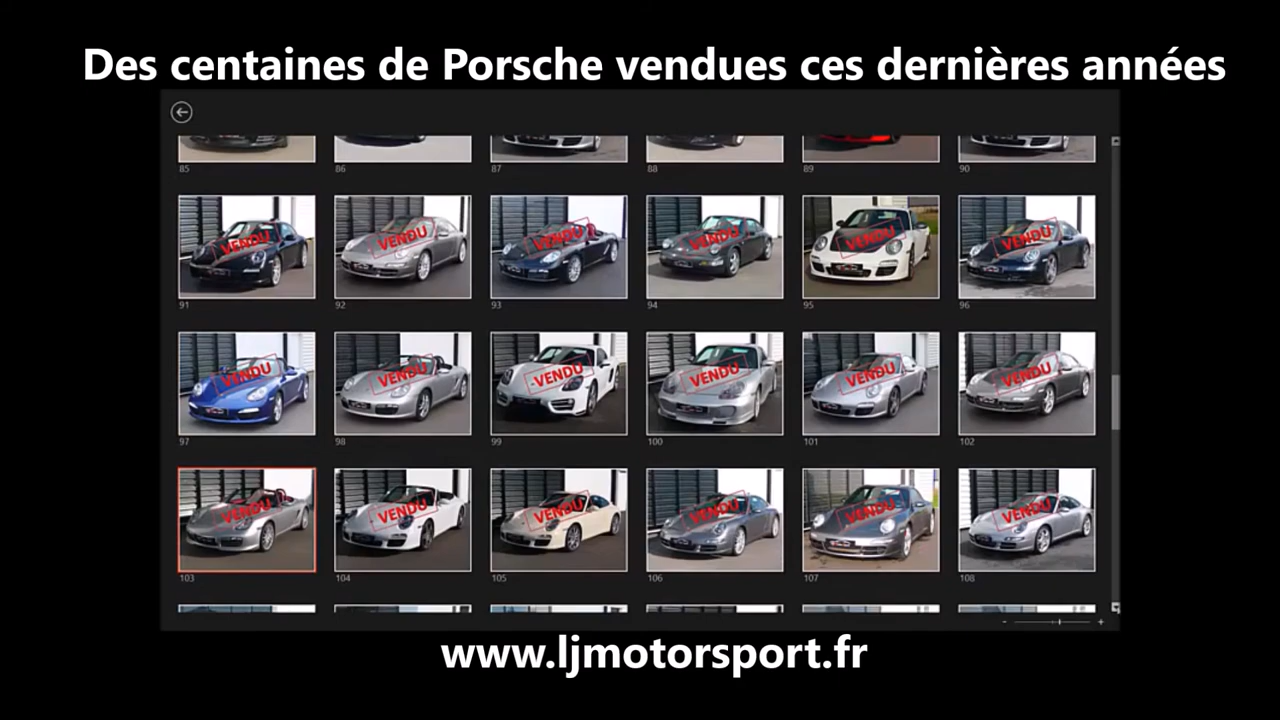 Des centaines de Porsche vendues ces dernières années
85 86 87 88 89 90
VENDU VENDU VENDU VENDU VENDU VENDU
91 92 93 94 95 96
VENDU VENDU VENDU VENDU VENDU VENDU
97 98 99 100 101 102
VENDU VENDU VENDU VENDU VENDU VENDU
103 104 105 106 107 108
www.ljmotorsport.fr